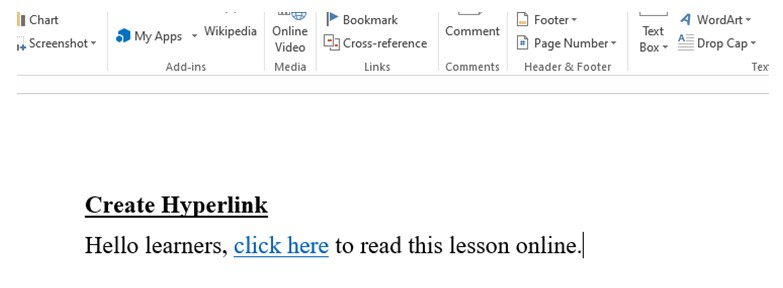 Chart
Screenshot
My Apps
Wikipedia
Online
Video
Bookmark
Cross-reference
Comment
Footer
Page Number
Text
Box
WordArt
Drop Cap
Add-ins
Media
Links
Comments
Header & Footer
Create Hyperlink
Hello learners, click here to read this lesson online.